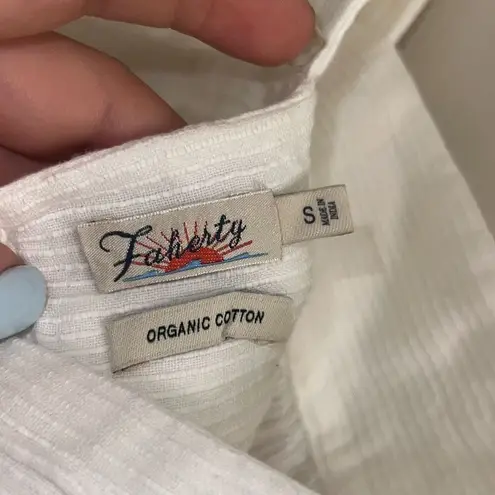 Faherty
S
MADE IN
INDIA
ORGANIC COTTON